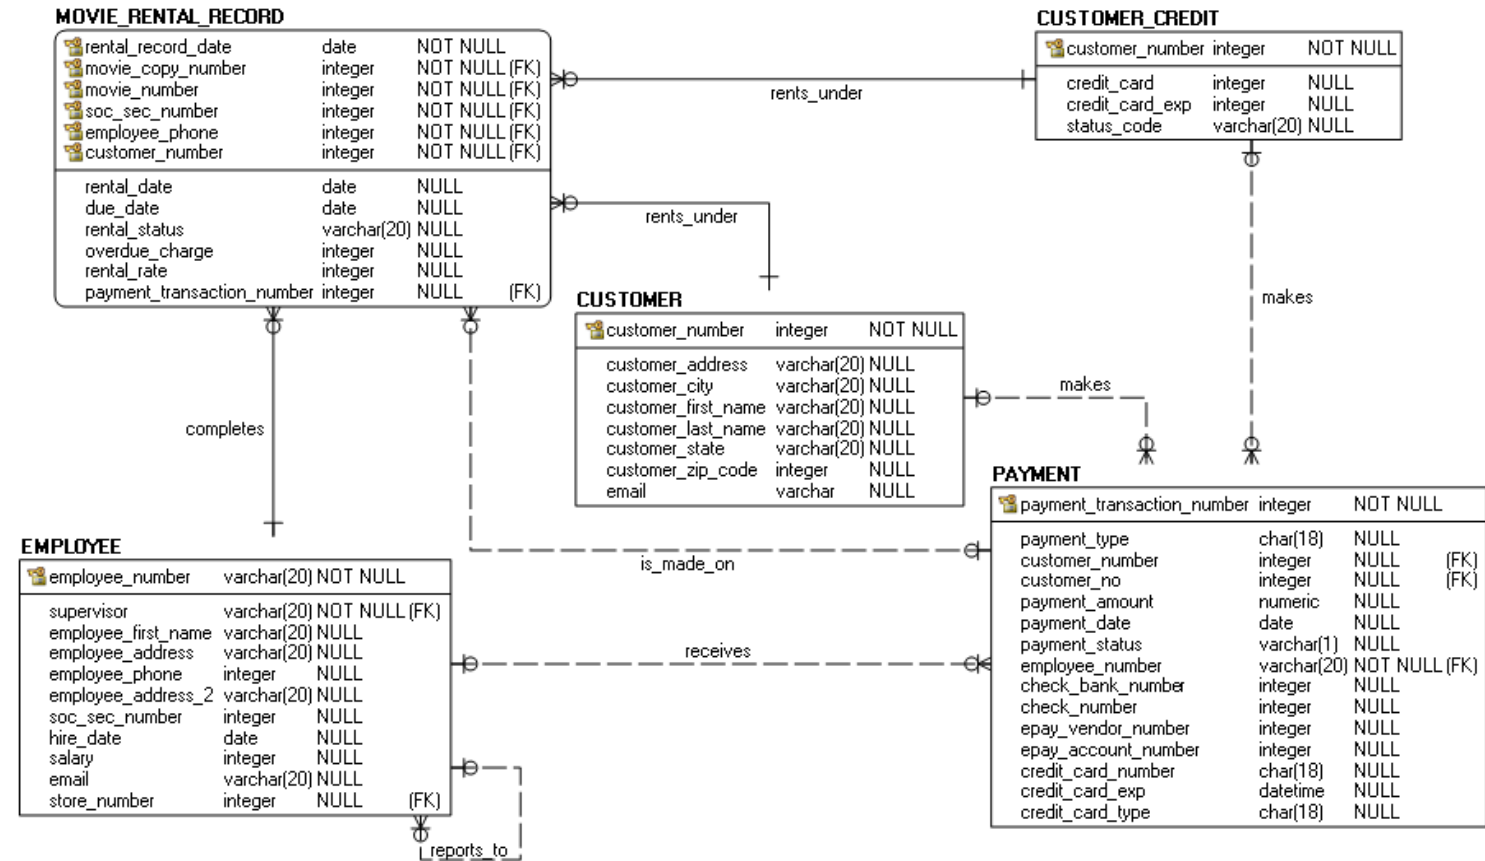 MOVIE_RENTAL_RECORD
rental_record_date date NOT NULL
movie_copy_number integer NOT NULL (FK)
movie_number integer NOT NULL (FK)
soc_sec_number integer NOT NULL (FK)
employee_phone integer NOT NULL (FK)
customer_number integer NOT NULL (FK)
rental_date date NULL
due_date date NULL
rental_status varchar(20) NULL
overdue_charge integer NULL
rental_rate integer NULL
payment_transaction_number integer NULL (FK)
CUSTOMER_CREDIT
customer_number integer NOT NULL
credit_card integer NULL
credit_card_exp integer NULL
status_code varchar(20) NULL
rents_under
rents_under
makes
CUSTOMER
customer_number integer NOT NULL
customer_address varchar(20) NULL
customer_city varchar(20) NULL
customer_first_name varchar(20) NULL
customer_last_name varchar(20) NULL
customer_state varchar(20) NULL
customer_zip_code integer NULL
email varchar NULL
makes
completes
PAYMENT
payment_transaction_number integer NOT NULL
payment_type char(18) NULL
customer_number integer NULL (FK)
customer_no integer NULL (FK)
payment_amount numeric NULL
payment_date date NULL
payment_status varchar(1) NULL
employee_number varchar(20) NOT NULL (FK)
check_bank_number integer NULL
check_number integer NULL
epay_vendor_number integer NULL
epay_account_number integer NULL
credit_card_number char(18) NULL
credit_card_exp datetime NULL
credit_card_type char(18) NULL
is_made_on
receives
EMPLOYEE
employee_number varchar(20) NOT NULL
supervisor varchar(20) NOT NULL (FK)
employee_first_name varchar(20) NULL
employee_address varchar(20) NULL
employee_phone integer NULL
employee_address_2 varchar(20) NULL
soc_sec_number integer NULL
hire_date date NULL
salary integer NULL
email varchar(20) NULL
store_number integer NULL (FK)
reports_to